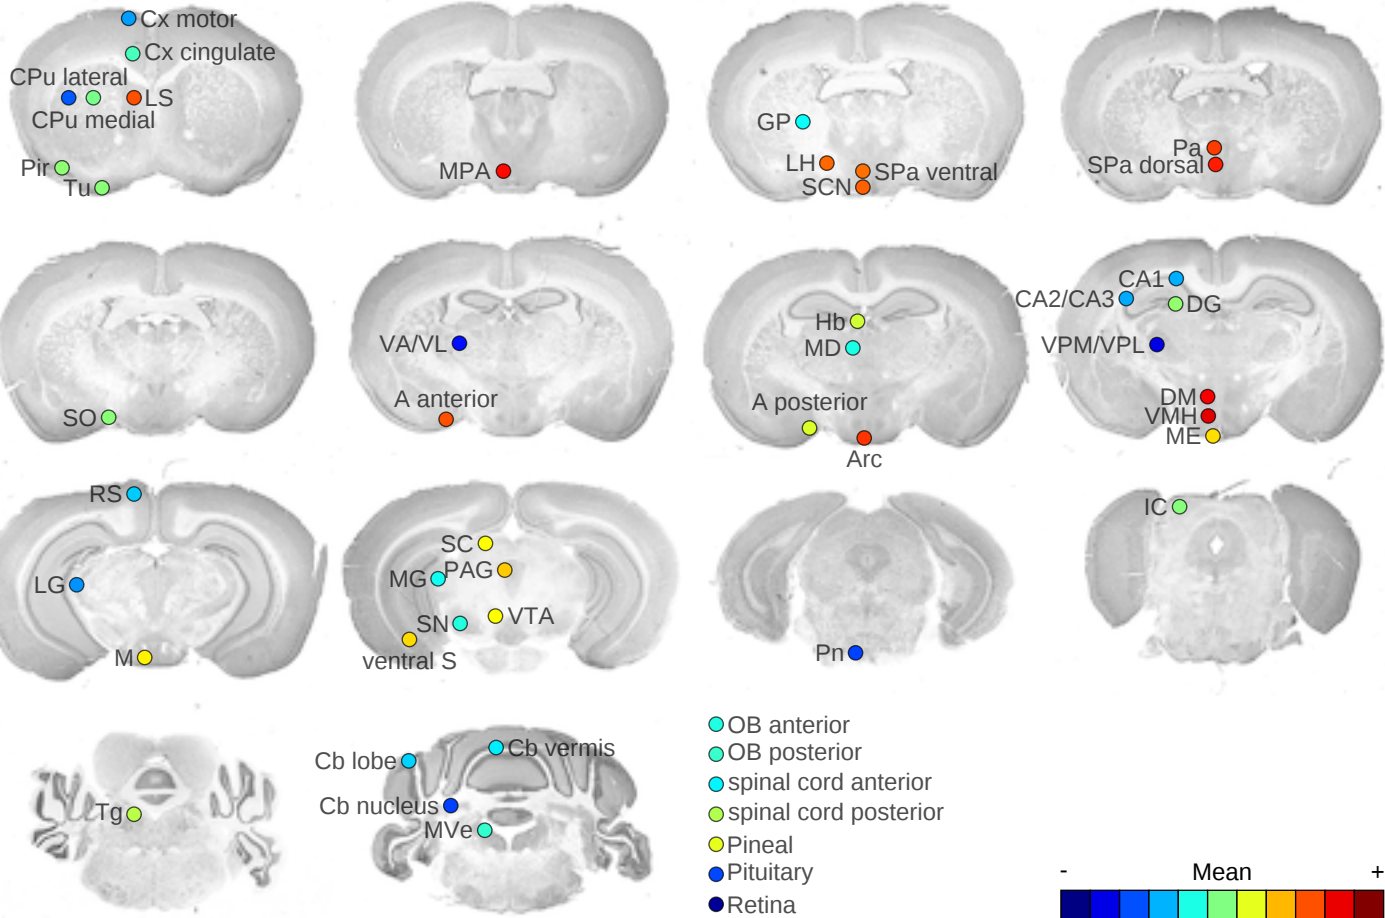 Cx motor
Cx cingulate
CPu lateral
LS
CPu medial
Pir
Tu
MPA
GP
LH
SPa ventral
SCN
Pa
SPa dorsal
SO
VA/VL
A anterior
Hb
MD
A posterior
Arc
CA1
CA2/CA3
DG
VPM/VPL
DM
VMH
ME
RS
LG
M
SC
PAG
MG
SN
VTA
ventral S
Pn
IC
Tg
Cb lobe
Cb vermis
Cb nucleus
MVe
OB anterior
OB posterior
spinal cord anterior
spinal cord posterior
Pineal
Pituitary
Retina
- Mean +